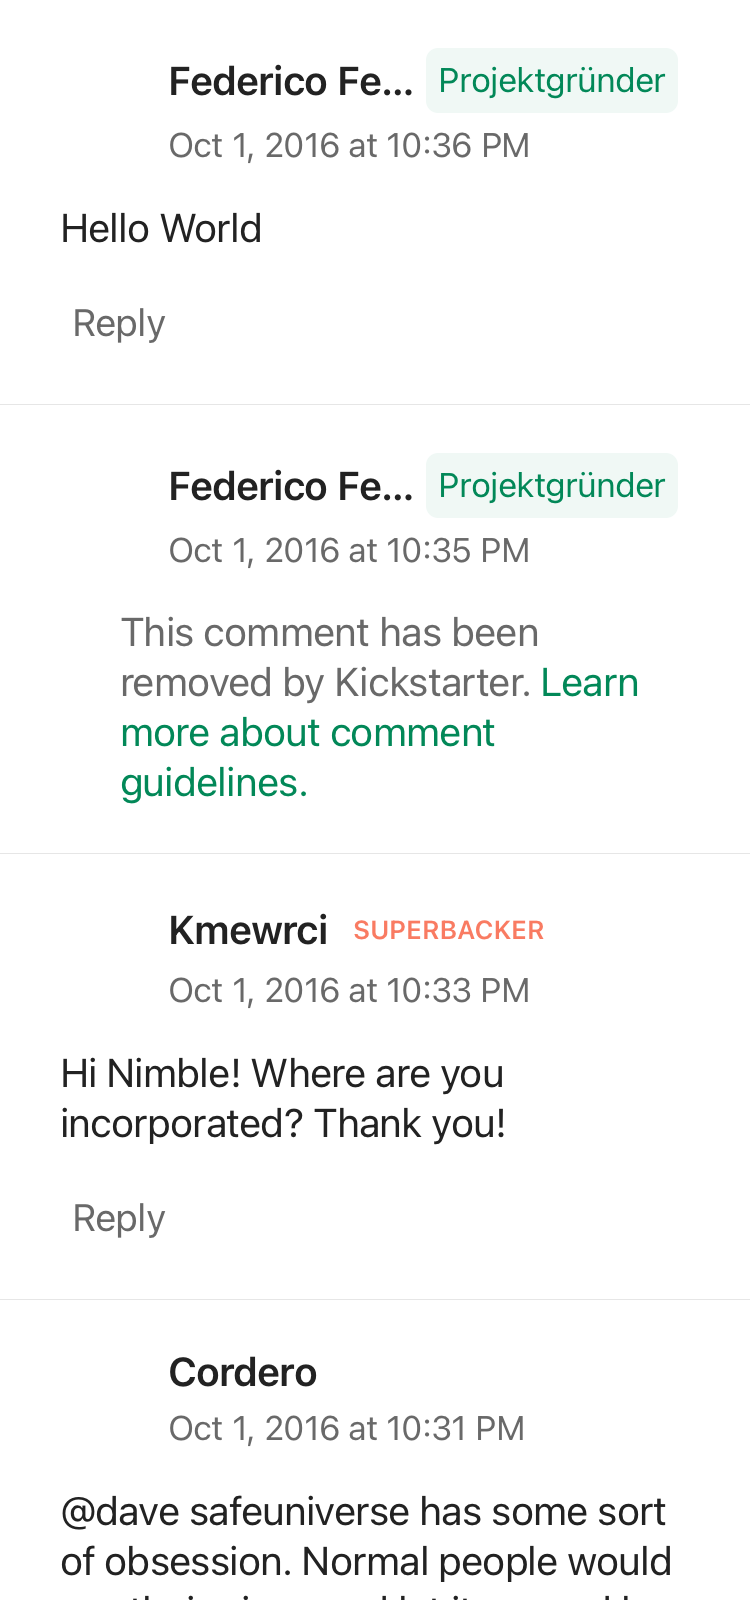 Federico Fe... Projektgründer
Oct 1, 2016 at 10:36 PM
Hello World
Reply
Federico Fe... Projektgründer
Oct 1, 2016 at 10:35 PM
This comment has been
removed by Kickstarter. Learn
more about comment
guidelines.
Kmewrci SUPERBACKER
Oct 1, 2016 at 10:33 PM
Hi Nimble! Where are you
incorporated? Thank you!
Reply
Cordero
Oct 1, 2016 at 10:31 PM
@dave safeuniverse has some sort
of obsession. Normal people would